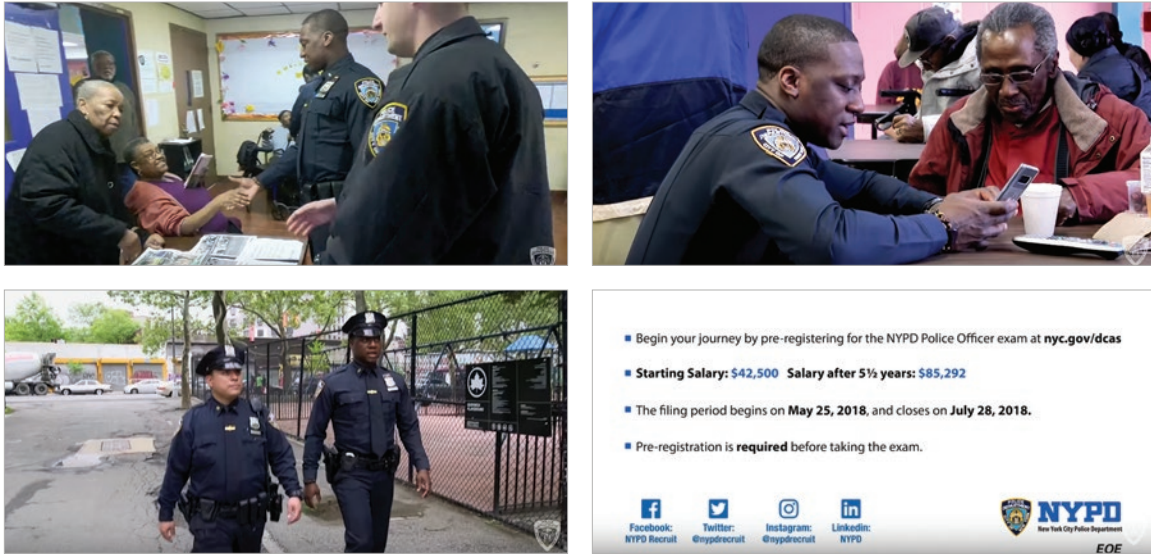 Begin your journey by pre-registering for the NYPD Police Officer exam at nyc.gov/dcas
Starting Salary: $42,500 Salary after 5½ years: $85,292
The filing period begins on May 25, 2018, and closes on July 28, 2018.
Pre-registration is required before taking the exam.
Facebook:
NYPD Recruit
Twitter:
@nypdrecruit
Instagram:
@nypdrecruit
Linkedin:
NYPD
NYPD
New York City Police Department
EOE